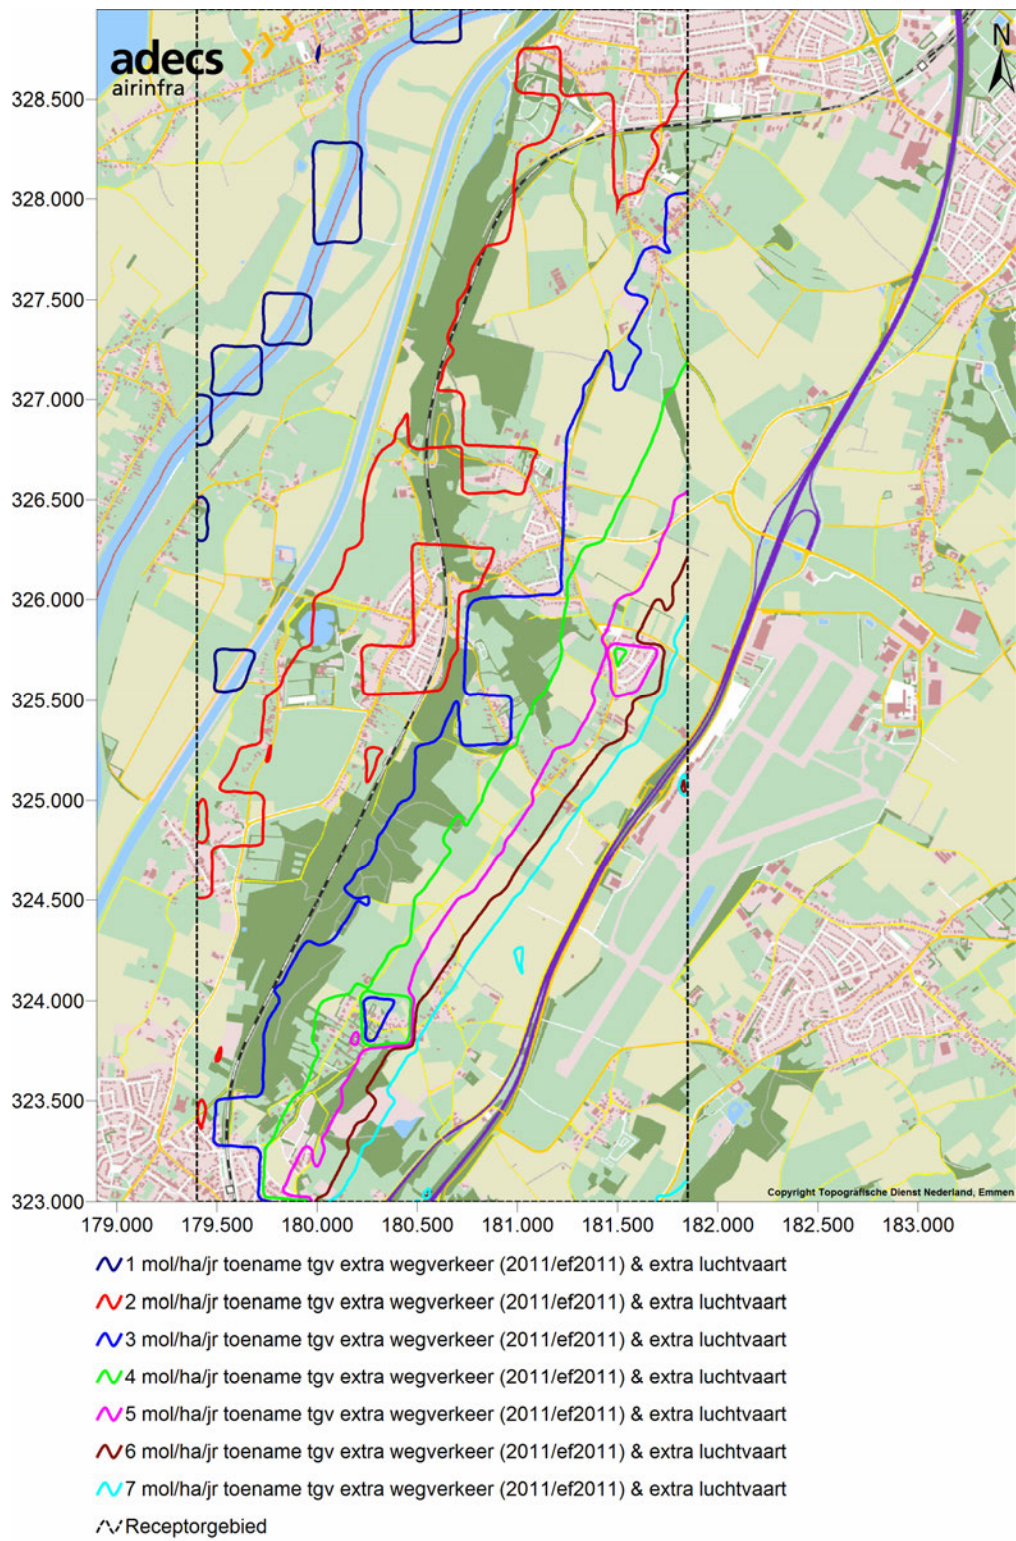 adecs
airinfra
N
328.500
328.000
327.500
327.000
326.500
326.000
325.500
325.000
324.500
324.000
323.500
323.000
Copyright Topografische Dienst Nederland, Emmen
179.000 179.500 180.000 180.500 181.000 181.500 182.000 182.500 183.000
1 mol/ha/jr toename tgv extra wegverkeer (2011/ef2011) & extra luchtvaart
2 mol/ha/jr toename tgv extra wegverkeer (2011/ef2011) & extra luchtvaart
3 mol/ha/jr toename tgv extra wegverkeer (2011/ef2011) & extra luchtvaart
4 mol/ha/jr toename tgv extra wegverkeer (2011/ef2011) & extra luchtvaart
5 mol/ha/jr toename tgv extra wegverkeer (2011/ef2011) & extra luchtvaart
6 mol/ha/jr toename tgv extra wegverkeer (2011/ef2011) & extra luchtvaart
7 mol/ha/jr toename tgv extra wegverkeer (2011/ef2011) & extra luchtvaart
Receptorgebied